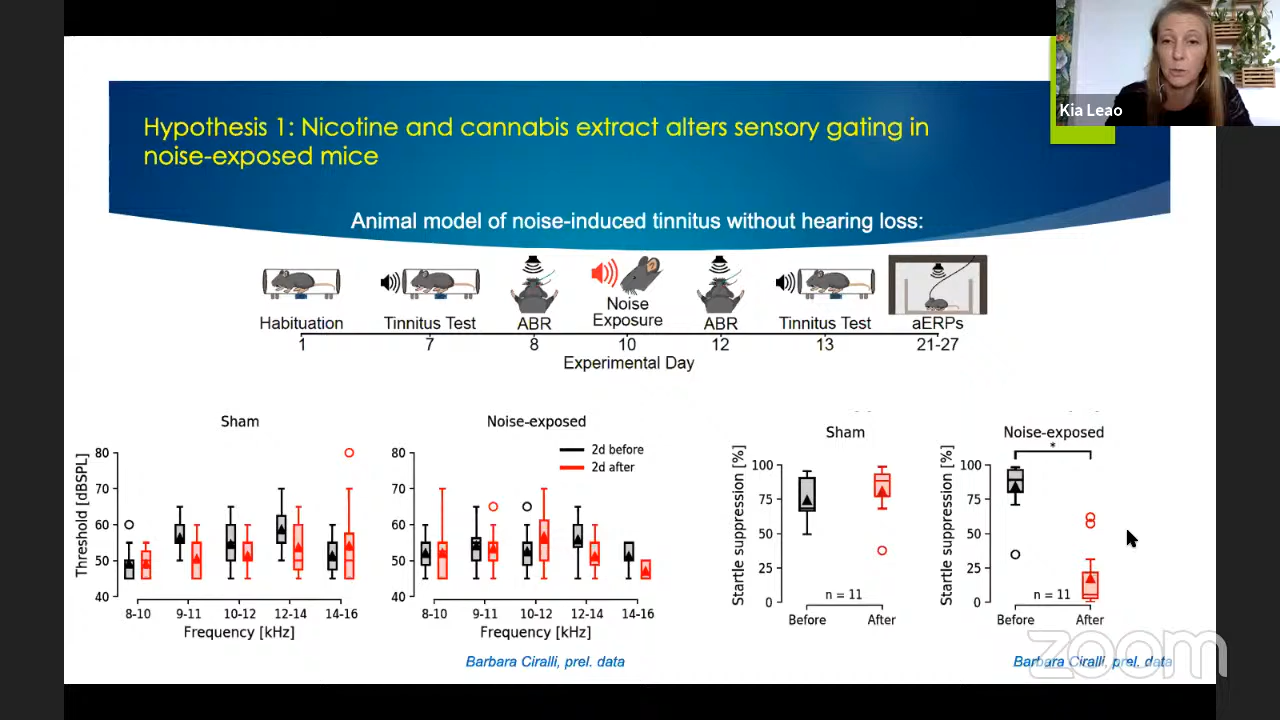 Kia Leao
Hypothesis 1: Nicotine and cannabis extract alters sensory gating in
noise-exposed mice
Animal model of noise-induced tinnitus without hearing loss:
Habituation
Tinnitus Test
ABR
Noise
Exposure
ABR
Tinnitus Test
aERPs
1
7
8
10
12
13
21-27
Experimental Day
Sham
Threshold [dBSPL]
80
70
60
50
40
8-10
9-11
10-12
12-14
14-16
Frequency [kHz]
Noise-exposed
2d before
2d after
80
70
60
50
40
8-10
9-11
10-12
12-14
14-16
Frequency [kHz]
Barbara Ciralli, prel. data
Sham
Startle suppression [%]
100
75
50
25
0
n = 11
Before
After
Noise-exposed
*
Startle suppression [%]
100
75
50
25
0
n = 11
Before
After
Barbara Ciralli, prel. data
zoom